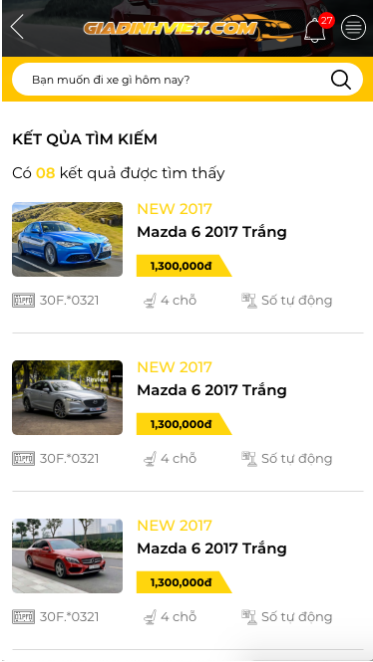 GIADINHVIET.COM
27
Bạn muốn đi xe gì hôm nay?
KẾT QỦA TÌM KIẾM
Có 08 kết quả được tìm thấy
NEW 2017
Mazda 6 2017 Trắng
1,300,000đ
30F.*0321
4 chỗ
Số tự động
Full
Review
NEW 2017
Mazda 6 2017 Trắng
1,300,000đ
30F.*0321
4 chỗ
Số tự động
NEW 2017
Mazda 6 2017 Trắng
1,300,000đ
30F.*0321
4 chỗ
Số tự động